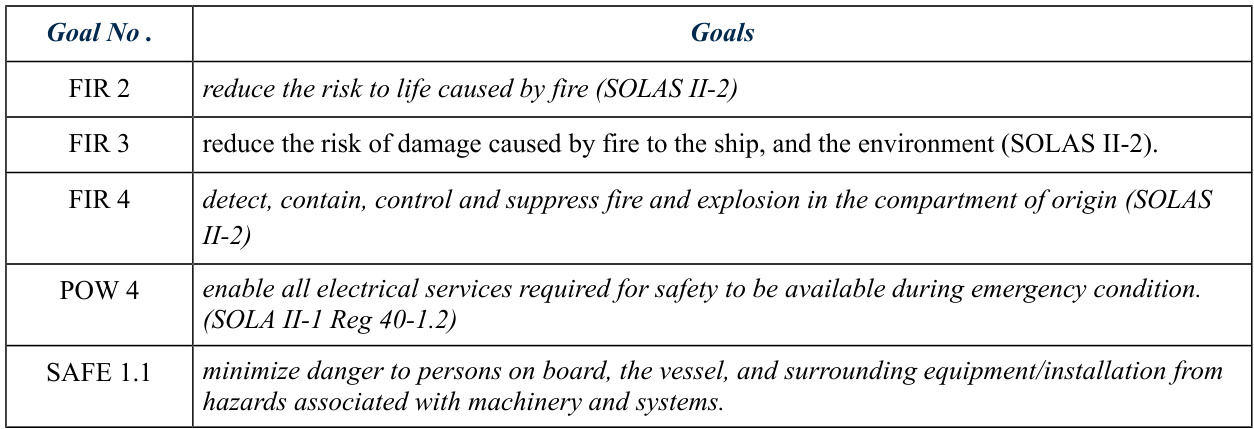 Goal No . Goals
FIR 2 reduce the risk to life caused by fire (SOLAS II-2)
FIR 3 reduce the risk of damage caused by fire to the ship, and the environment (SOLAS II-2).
FIR 4 detect, contain, control and suppress fire and explosion in the compartment of origin (SOLAS
II-2)
POW 4 enable all electrical services required for safety to be available during emergency condition.
(SOLA II-1 Reg 40-1.2)
SAFE 1.1 minimize danger to persons on board, the vessel, and surrounding equipment/installation from
hazards associated with machinery and systems.